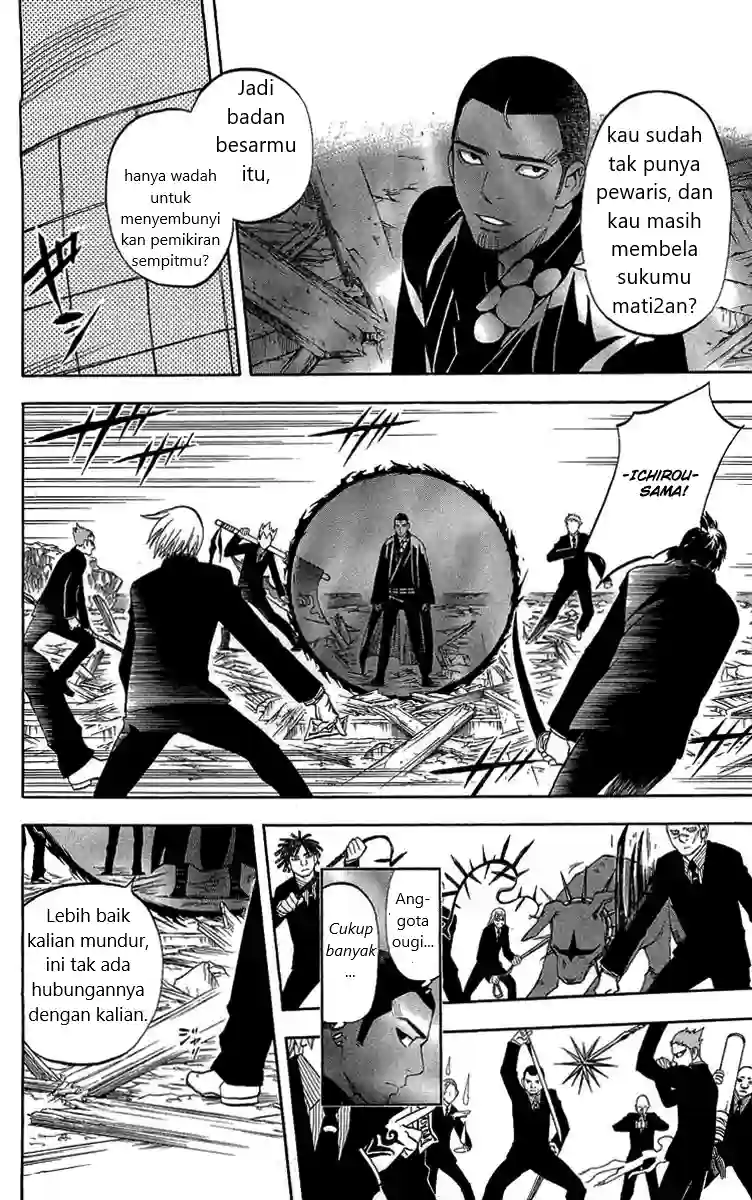 kau sudah
tak punya
pewaris, dan
kau masih
membela
sukumu
mati2an?
Jadi
badan
besarmu
itu,
hanya wadah
untuk
menyembunyi
kan pemikiran
sempitmu?
-ICHIROU-
SAMA!
Ang-
gota
ougi...
Cukup
banyak
...
Lebih baik
kalian mundur,
ini tak ada
hubungannya
dengan kalian.